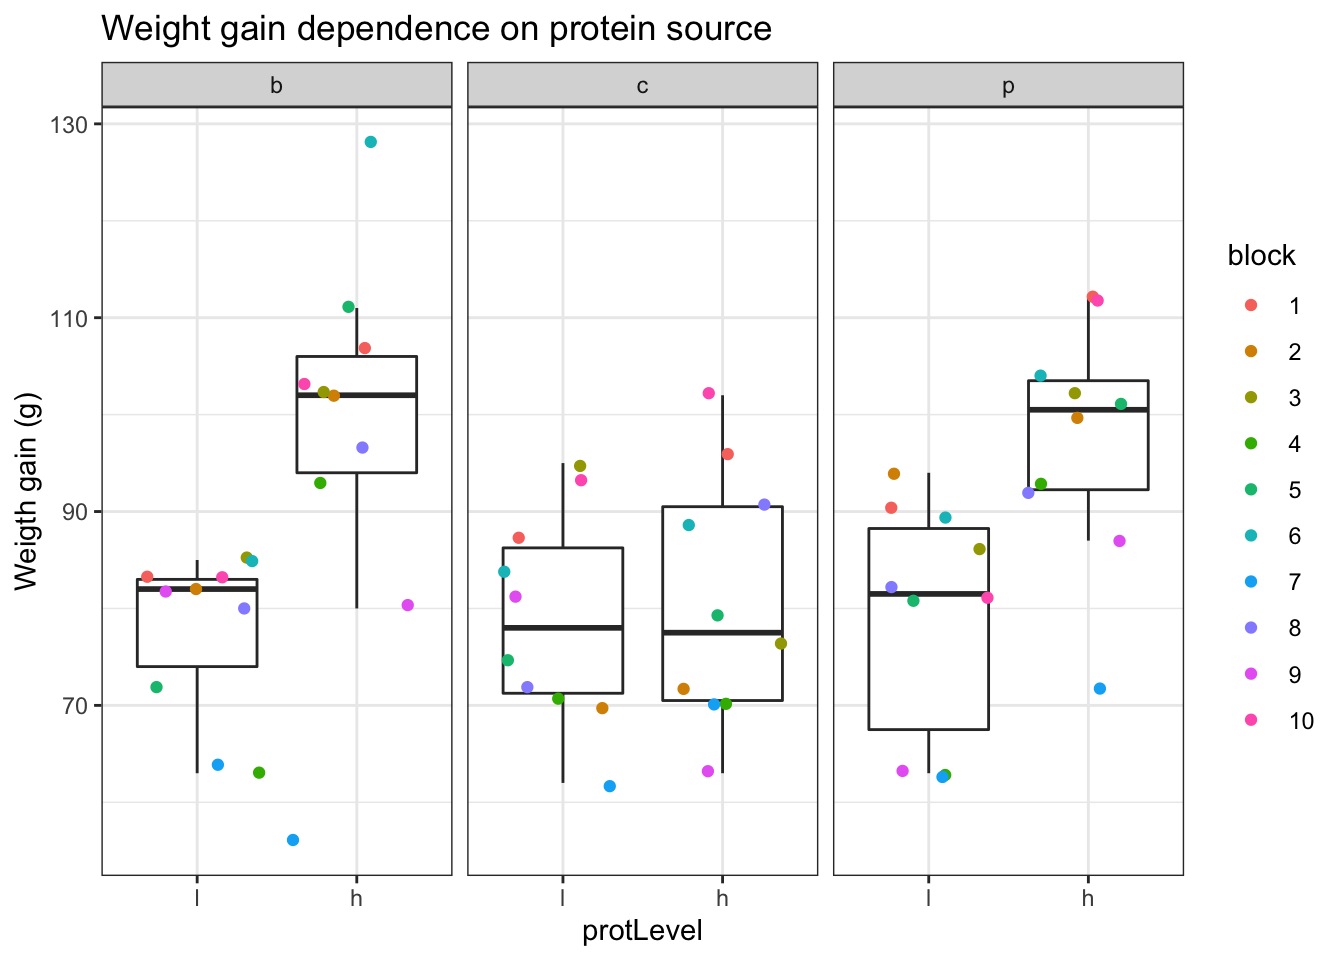 Weight gain dependence on protein source
b
c
p
130
110
90
70
Weigth gain (g)
l
h
l
h
l
h
protLevel
block
1
2
3
4
5
6
7
8
9
10